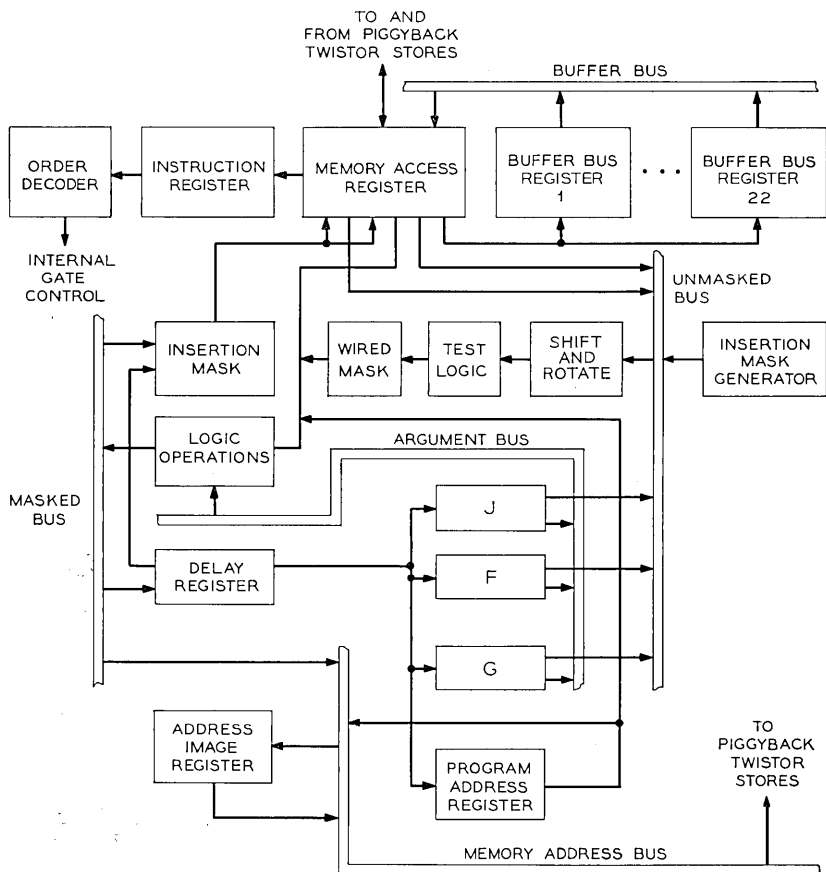 TO AND
FROM PIGGYBACK
TWISTOR STORES
BUFFER BUS
ORDER
DECODER
INSTRUCTION
REGISTER
MEMORY ACCESS
REGISTER
BUFFER BUS
REGISTER
1
BUFFER BUS
REGISTER
22
INTERNAL
GATE
CONTROL
UNMASKED
BUS
INSERTION
MASK
WIRED
MASK
TEST
LOGIC
SHIFT
AND
ROTATE
INSERTION
MASK
GENERATOR
LOGIC
OPERATIONS
ARGUMENT BUS
MASKED
BUS
J
DELAY
REGISTER
F
G
ADDRESS
IMAGE
REGISTER
PROGRAM
ADDRESS
REGISTER
TO
PIGGYBACK
TWISTOR
STORES
MEMORY ADDRESS BUS